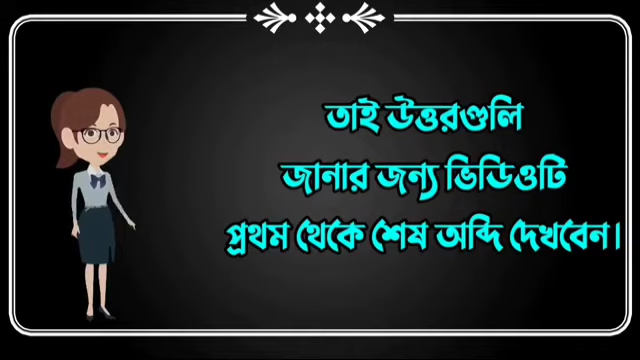 তাই উত্তরগুলি
জানার জন্য ভিডিওটি
প্রথম থেকে শেষ অব্দি দেখবেন।